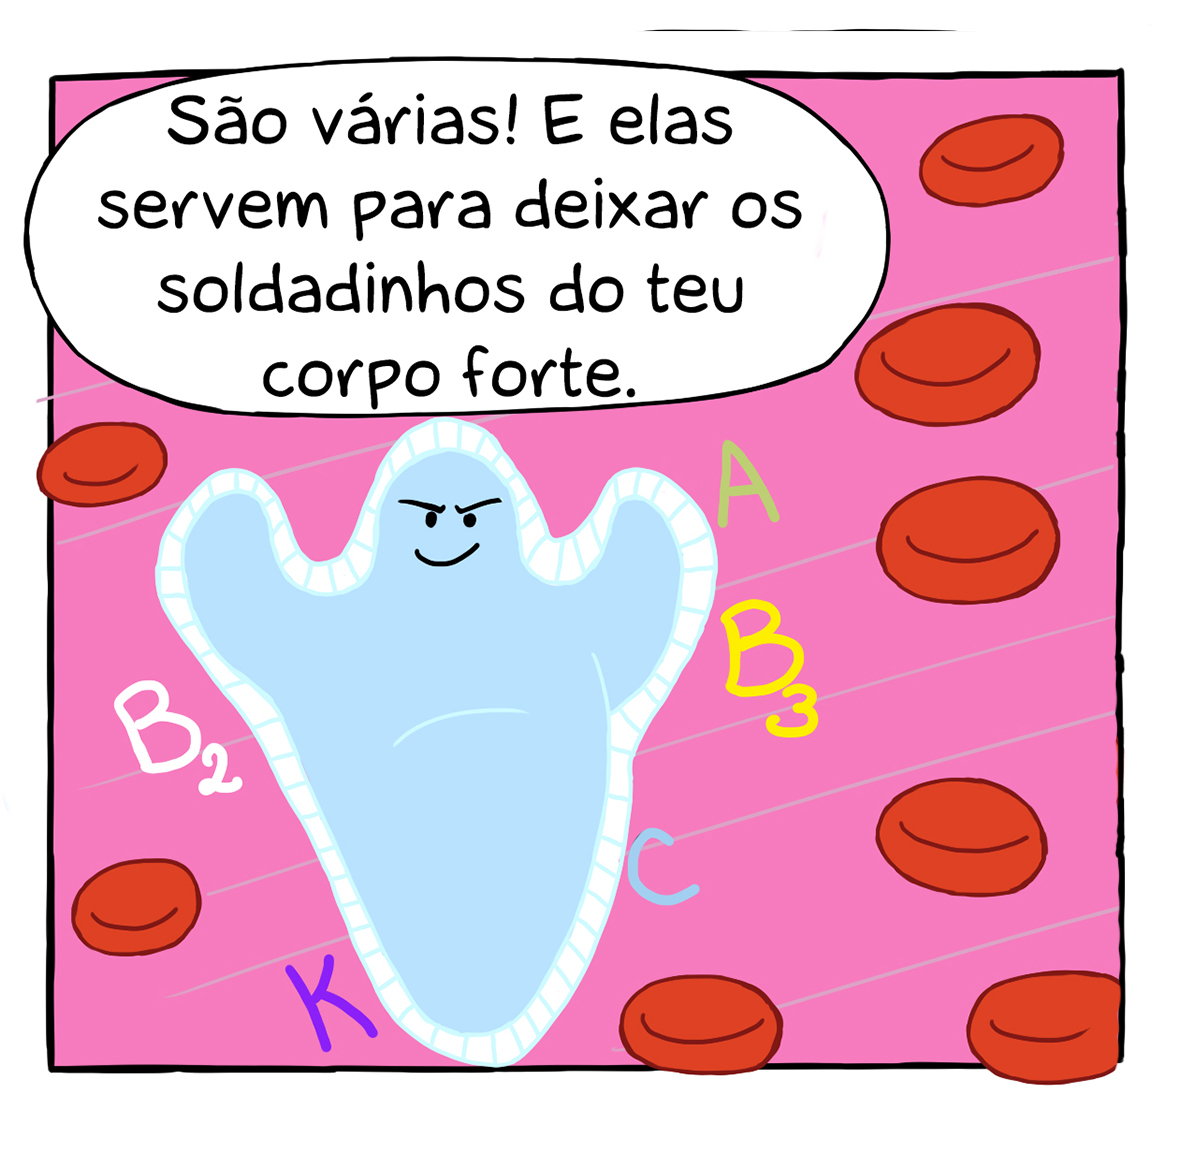 São várias! E elas
servem para deixar os
soldadinhos do teu
corpo forte.
A
B3
B2
C
K